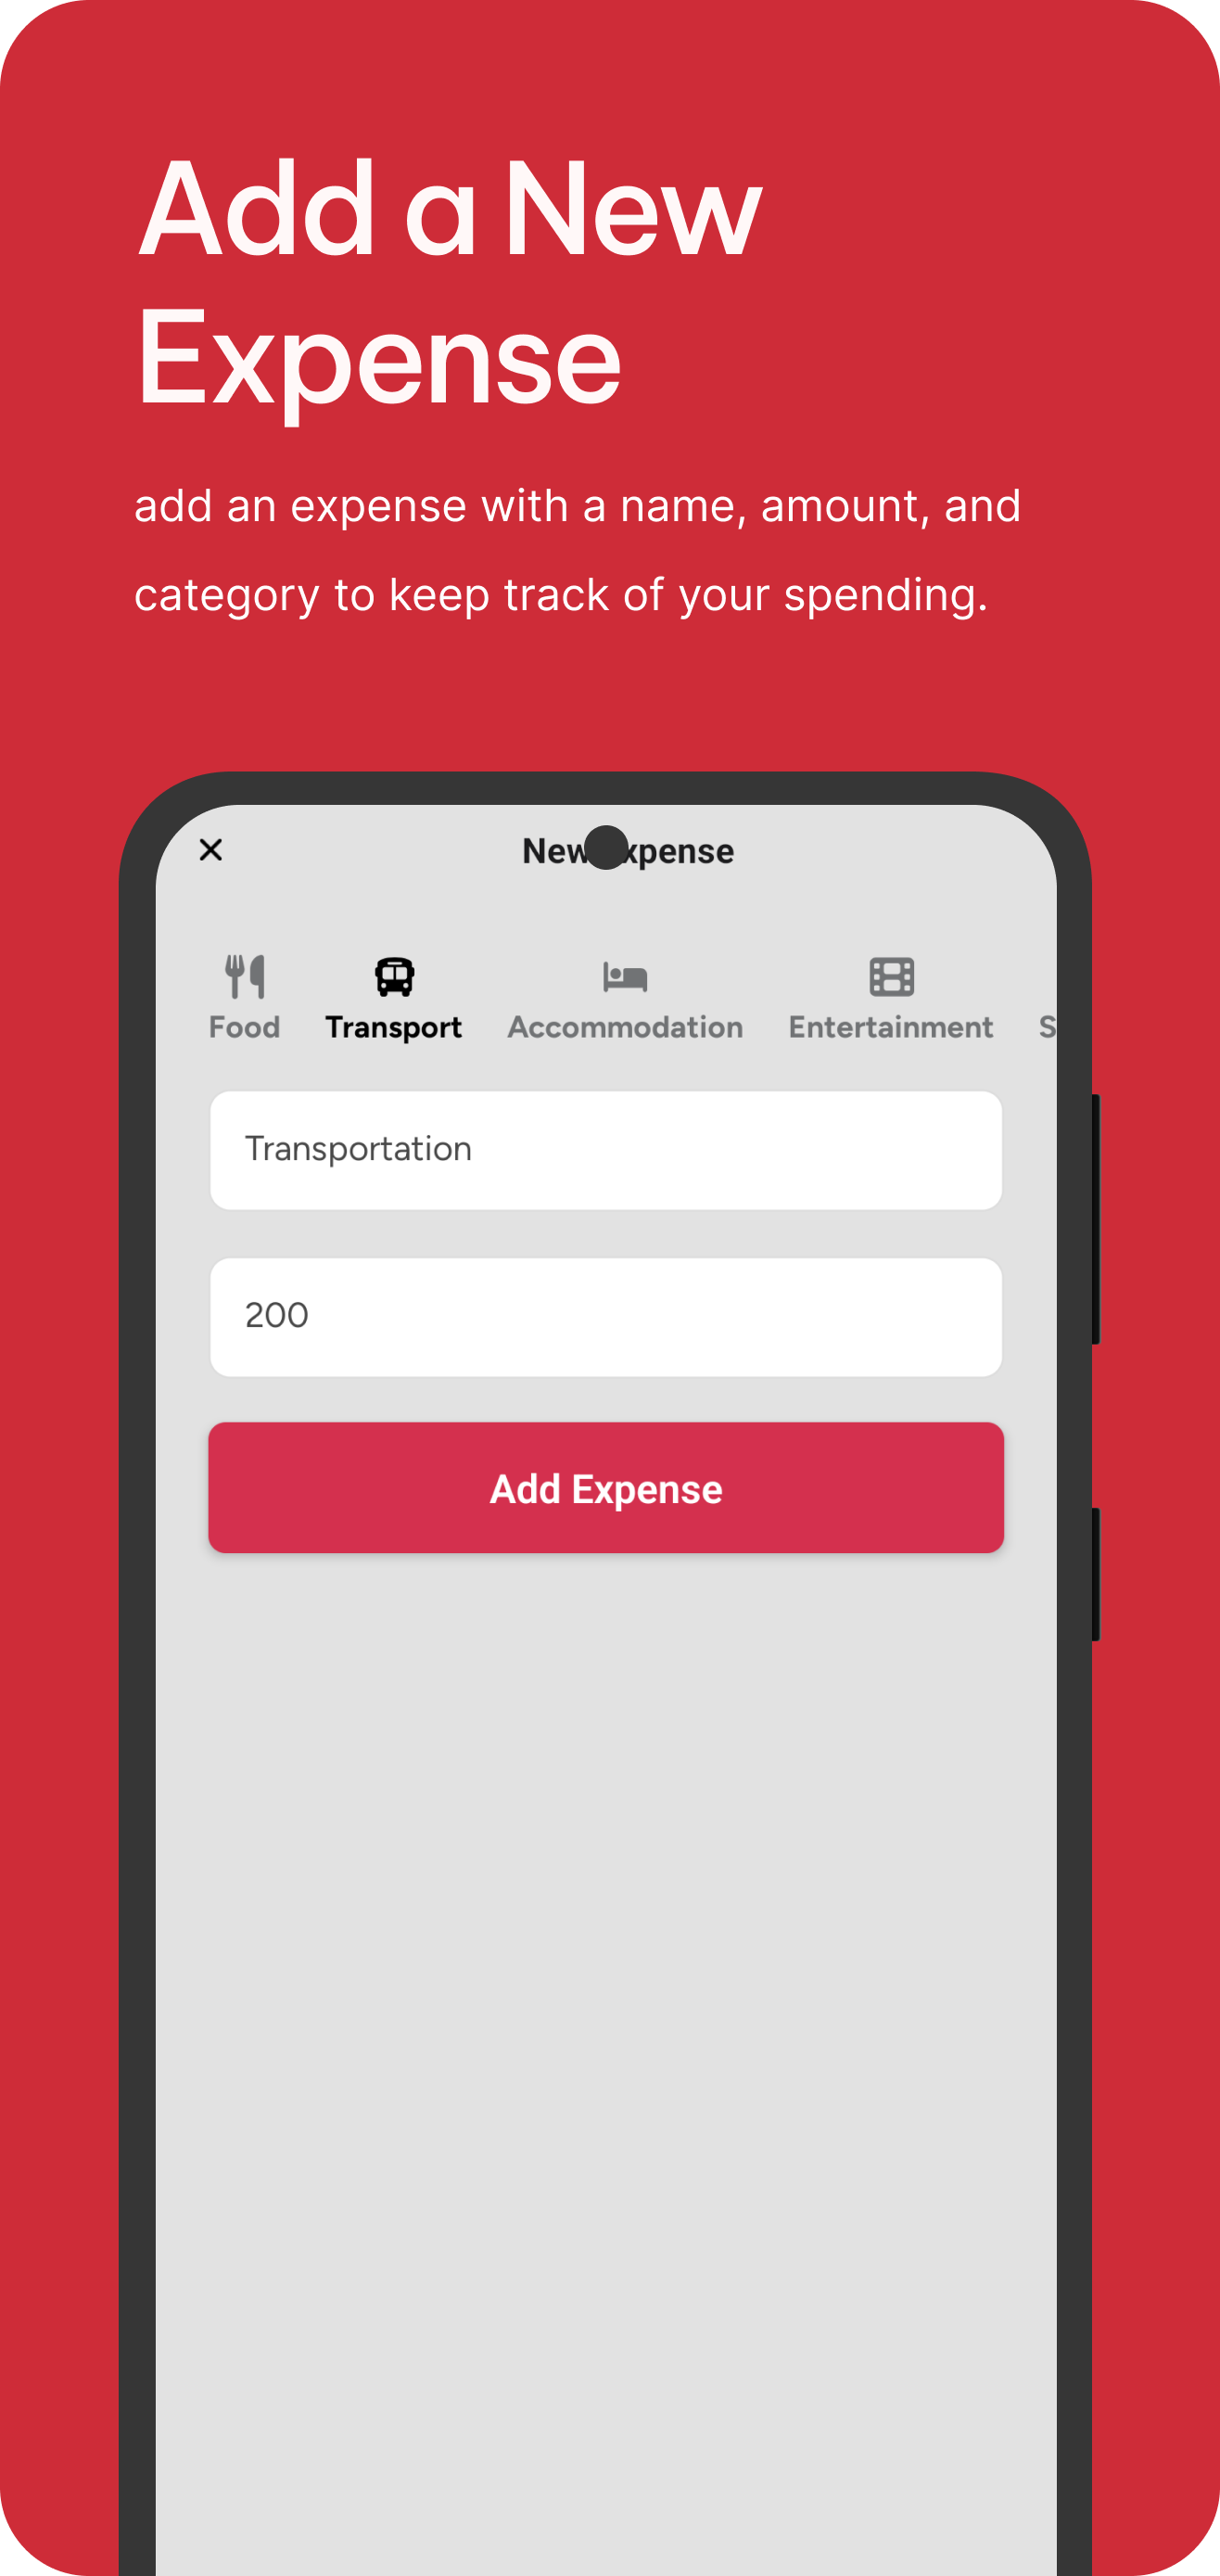 Add a New
Expense
add an expense with a name, amount, and
category to keep track of your spending.
New xpense
Food Transport Accommodation Entertainment S
Transportation
200
Add Expense